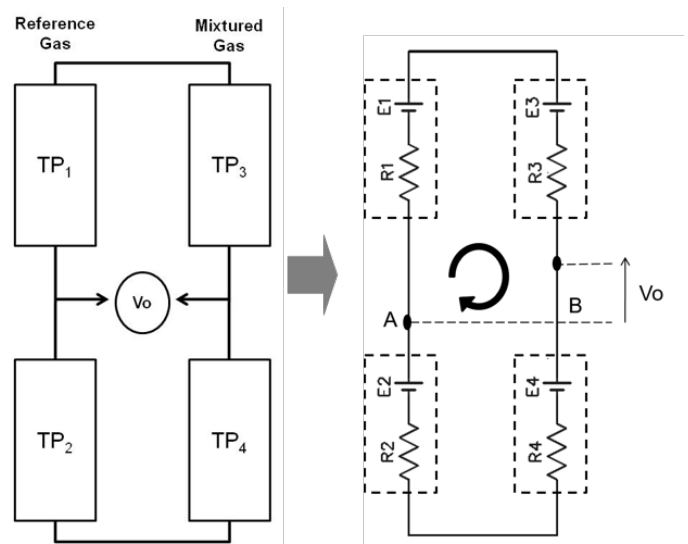 Reference
Gas
Mixtured
Gas
TP1
TP3
Vo
TP2
TP4
E1
R1
E3
R3
A
B
Vo
E2
R2
E4
R4